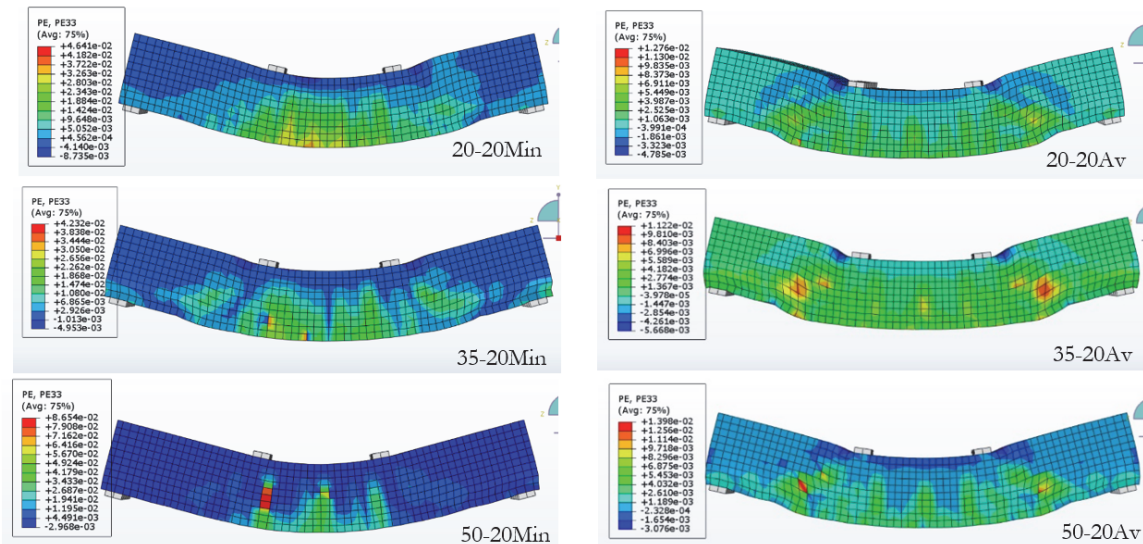 PE, PE33
(Avg: 75%)
+4.641e-02
+4.182e-02
+3.722e-02
+3.263e-02
+2.803e-02
+2.343e-02
+1.884e-02
+1.424e-02
+9.648e-03
+5.052e-03
+4.562e-04
-4.140e-03
-8.735e-03
20-20Min
PE, PE33
(Avg: 75%)
+1.276e-02
+1.130e-02
+9.835e-03
+8.373e-03
+6.911e-03
+5.449e-03
+3.987e-03
+2.525e-03
+1.063e-03
-3.991e-04
-1.861e-03
-3.323e-03
-4.785e-03
20-20Av
PE, PE33
(Avg: 75%)
+4.232e-02
+3.838e-02
+3.444e-02
+3.050e-02
+2.656e-02
+2.262e-02
+1.868e-02
+1.474e-02
+1.080e-02
+6.865e-03
+2.926e-03
-1.013e-03
-4.953e-03
35-20Min
PE, PE33
(Avg: 75%)
+1.122e-02
+9.810e-03
+8.403e-03
+6.996e-03
+5.589e-03
+4.182e-03
+2.774e-03
+1.367e-03
-3.978e-05
-1.447e-03
-2.854e-03
-4.261e-03
-5.668e-03
35-20Av
PE, PE33
(Avg: 75%)
+8.654e-02
+7.908e-02
+7.162e-02
+6.416e-02
+5.670e-02
+4.924e-02
+4.179e-02
+3.433e-02
+2.687e-02
+1.941e-02
+1.195e-02
+4.491e-03
-2.968e-03
50-20Min
PE, PE33
(Avg: 75%)
+1.398e-02
+1.256e-02
+1.114e-02
+9.718e-03
+8.296e-03
+6.875e-03
+5.453e-03
+4.032e-03
+2.610e-03
+1.189e-03
-2.328e-04
-1.654e-03
-3.076e-03
50-20Av